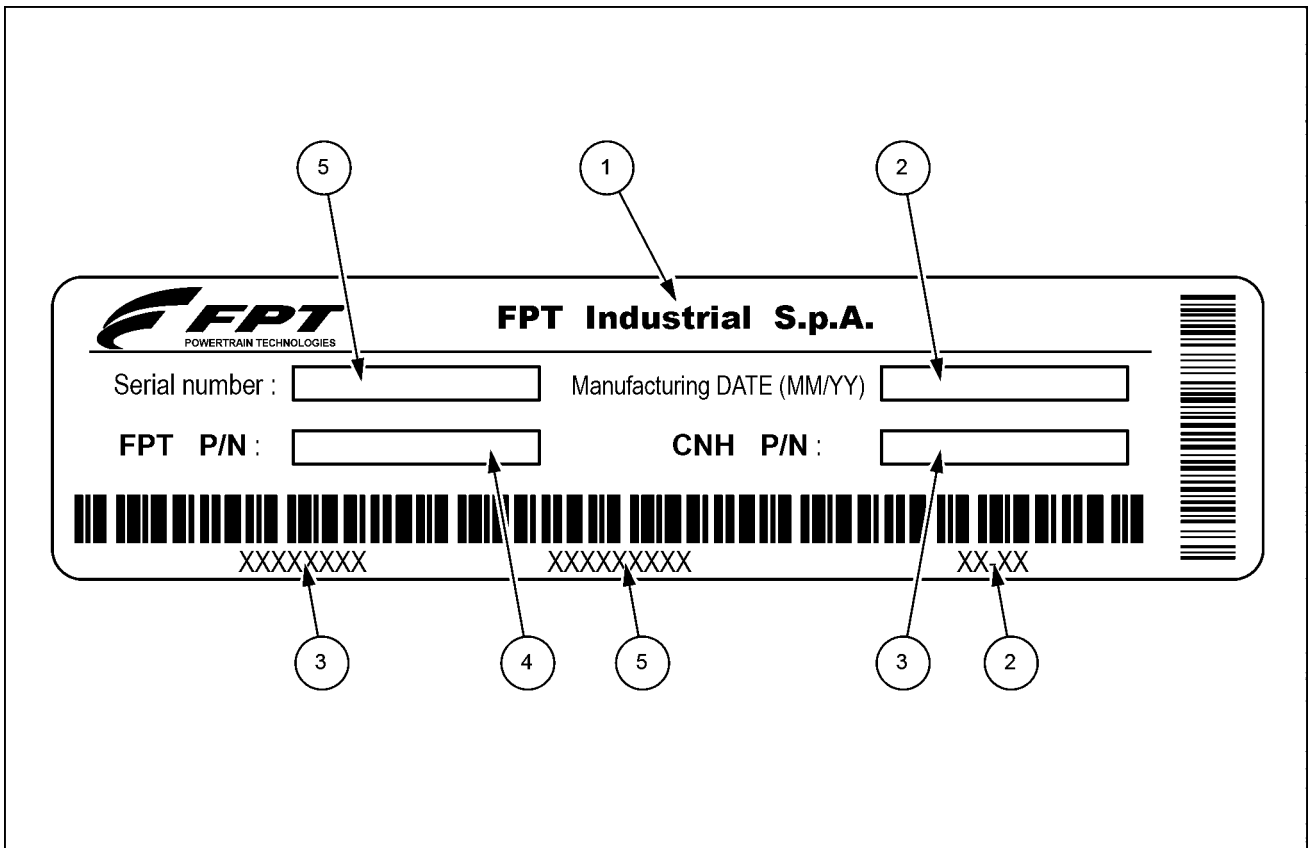 5 1 2
FPT FPT Industrial S.p.A.
POWERTRAIN TECHNOLOGIES
Serial number : Manufacturing DATE (MM/YY)
FPT P/N : CNH P/N :
XXXXXXXX XXXXXXXXX XX-XX
3 4 5 3 2